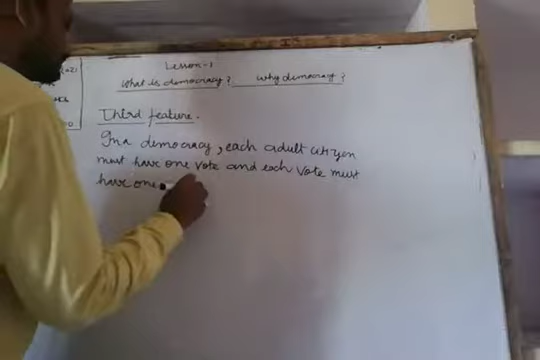 Lesson-1
What is democracy? Why democracy?
Third feature.
In a democracy, each adult citizen
must have one vote and each vote must
have one